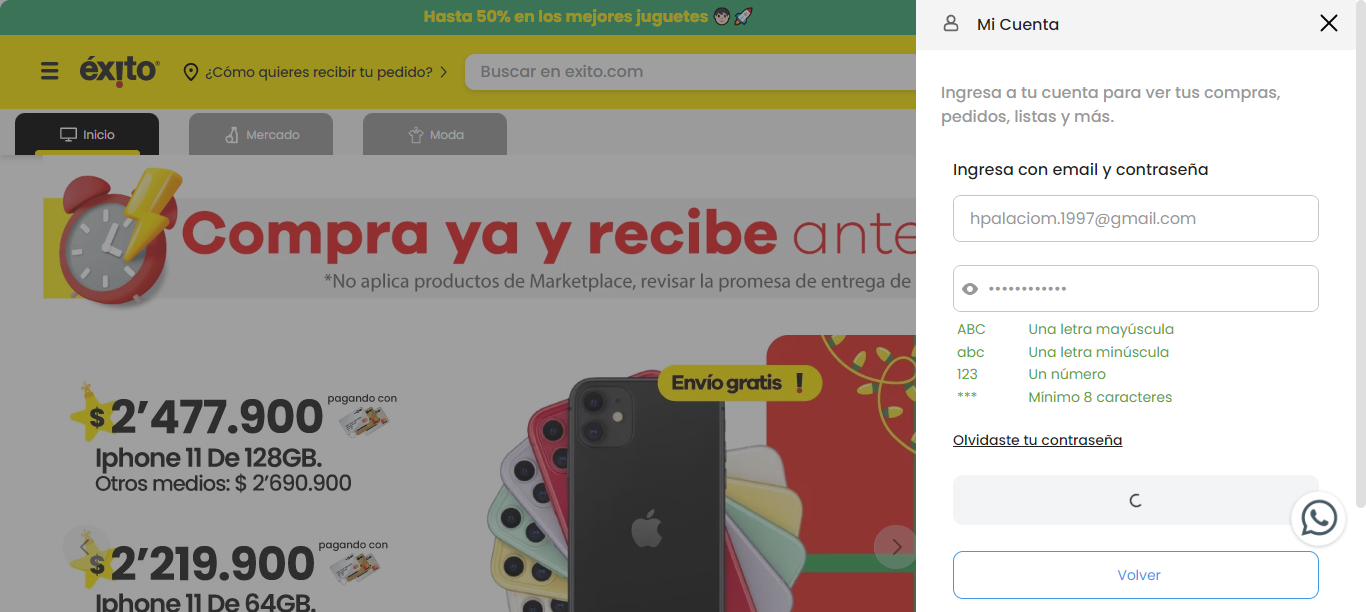 Hasta 50% en los mejores juguetes
Mi Cuenta
éxito
¿Cómo quieres recibir tu pedido?
Buscar en exito.com
Inicio
Mercado
Moda
Ingresa a tu cuenta para ver tus compras,
pedidos, listas y más.
Compra ya y recibe ante
*No aplica productos de Marketplace, revisar la promesa de entrega de
Ingresa con email y contraseña
hpalaciom.1997@gmail.com
••••••••••••
ABC Una letra mayúscula
abc Una letra minúscula
123 Un número
*** Mínimo 8 caracteres
Olvidaste tu contraseña
Volver
Envío gratis !
$2’477.900 pagando con
Iphone 11 De 128GB.
Otros medios: $ 2’690.900
$2’219.900 pagando con
Iphone 11 De 64GB.